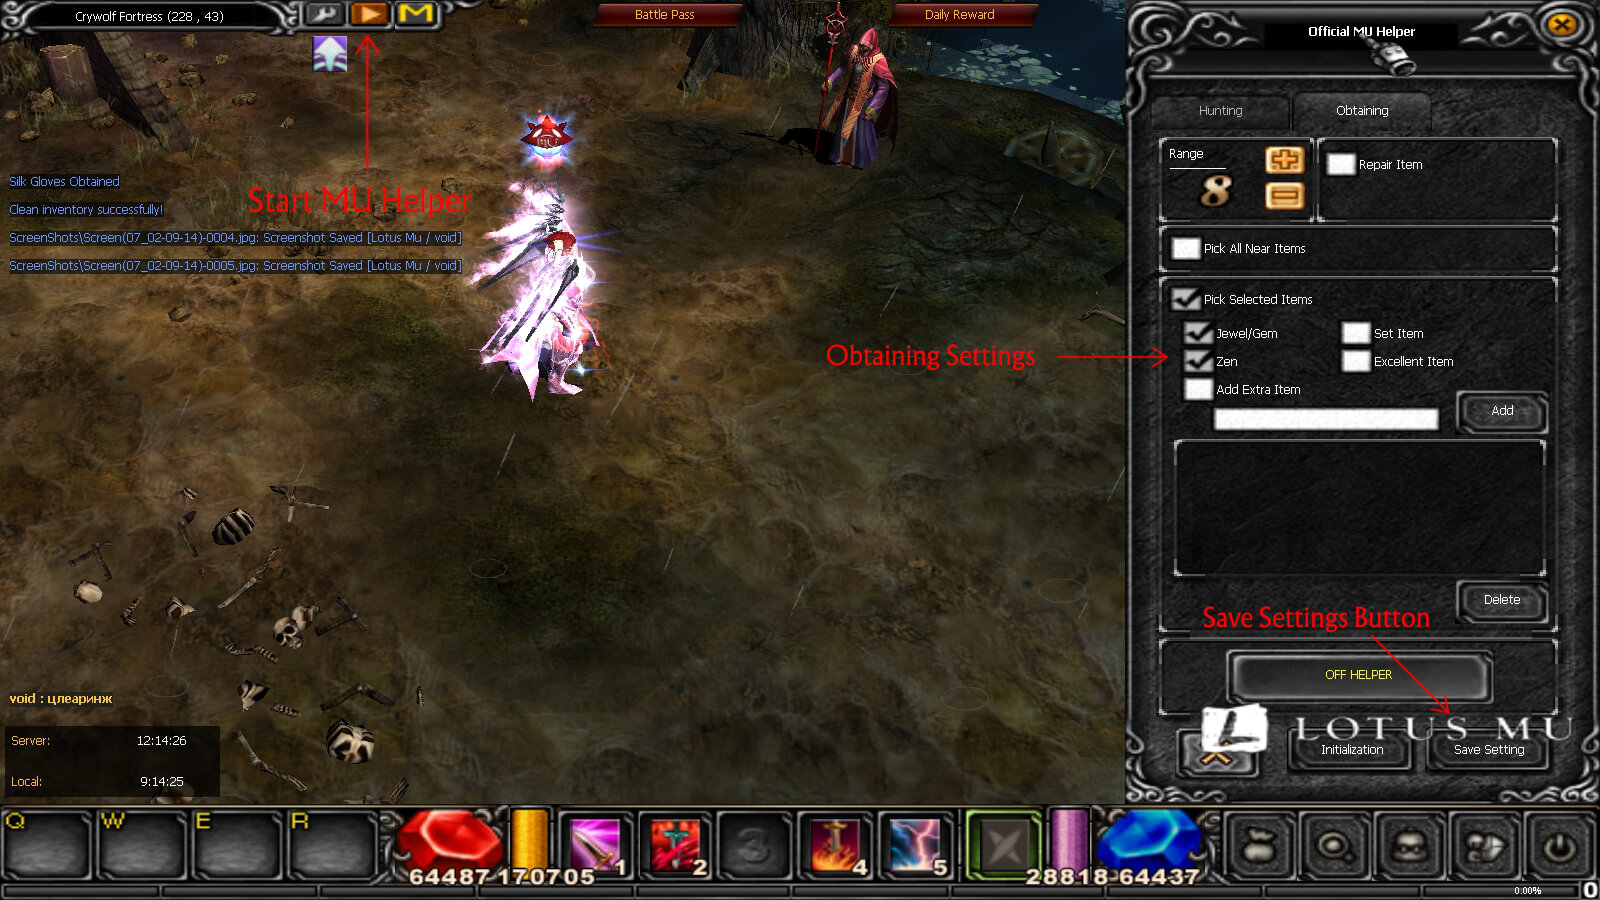 Crywolf Fortress (228 , 43)
Battle Pass
Daily Reward
Official MU Helper
Hunting
Obtaining
Range
8
Repair Item
MU
Silk Gloves Obtained
Start MU Helper
Clean inventory successfully!
ScreenShots\Screen(07_02-09-14)-0004.jpg: Screenshot Saved [Lotus Mu / void]
ScreenShots\Screen(07_02-09-14)-0005.jpg: Screenshot Saved [Lotus Mu / void]
Pick All Near Items
Pick Selected Items
Jewel/Gem
Set Item
Obtaining Settings
Zen
Excellent Item
Add Extra Item
Add
Delete
Save Settings Button
OFF HELPER
void : цлеаринж
LOTUS MU
Server: 12:14:26
Initialization
Save Setting
Local: 9:14:25
Q
W
E
R
1
2
3
4
5
64487 170705
28818 64437
0.00%
0